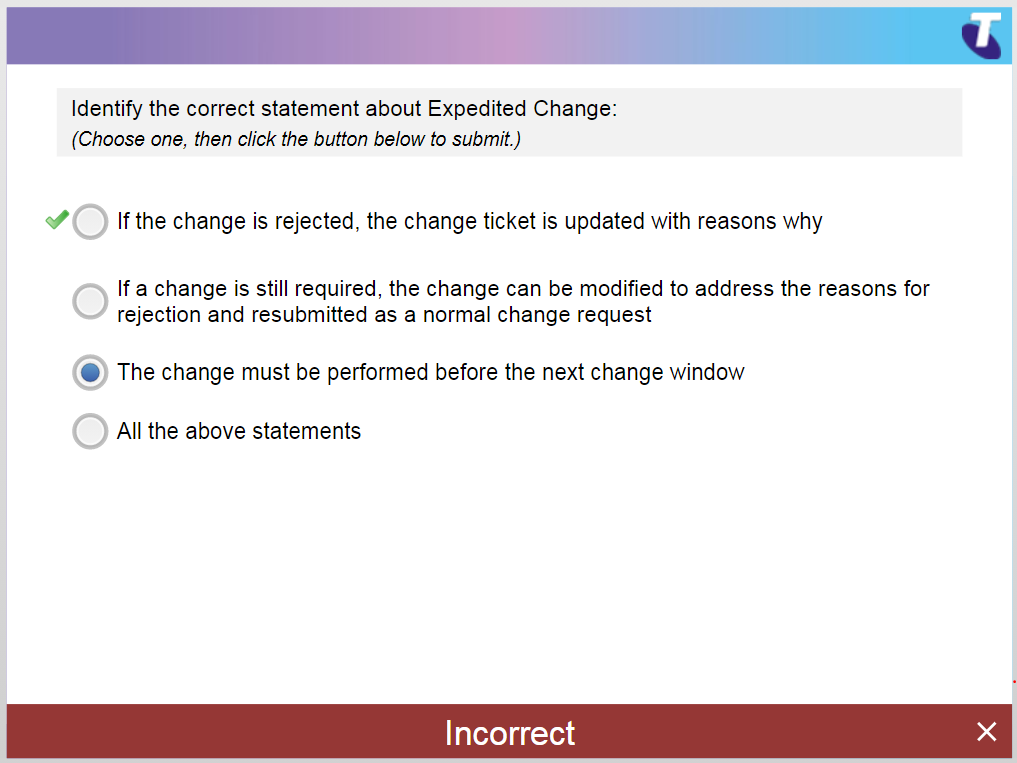 T
Identify the correct statement about Expedited Change:
(Choose one, then click the button below to submit.)
If the change is rejected, the change ticket is updated with reasons why
If a change is still required, the change can be modified to address the reasons for
rejection and resubmitted as a normal change request
The change must be performed before the next change window
All the above statements
Incorrect